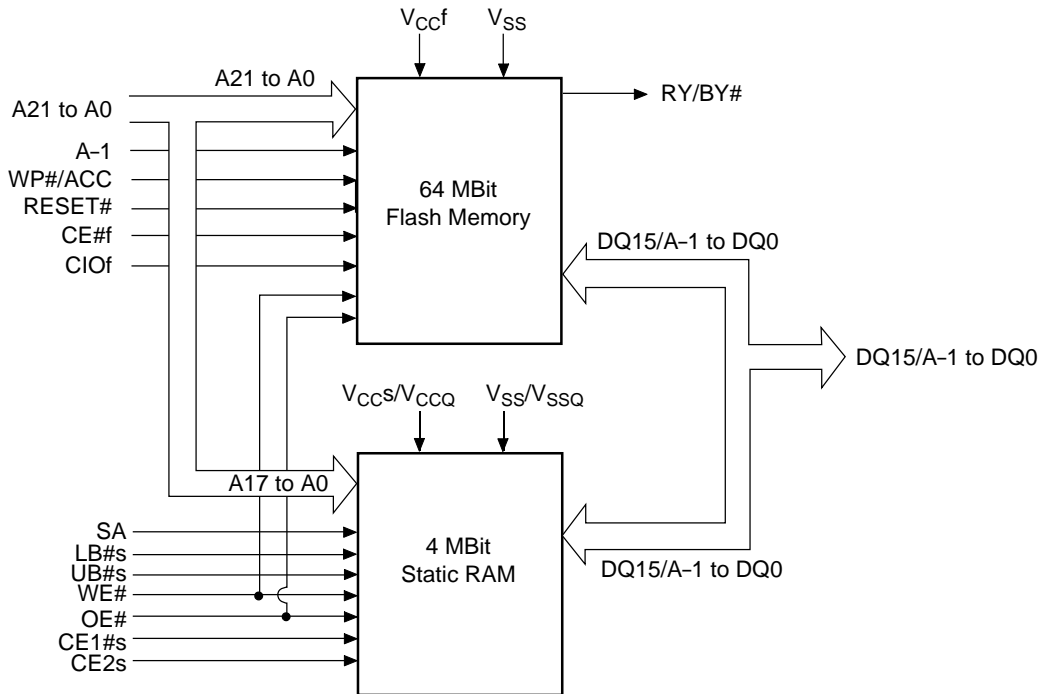 VCCf
VSS
A21 to A0
RY/BY#
A21 to A0
A–1
WP#/ACC
RESET#
CE#f
CIOf
64 MBit
Flash Memory
DQ15/A–1 to DQ0
DQ15/A–1 to DQ0
VCCs/VCCQ
VSS/VSSQ
A17 to A0
SA
LB#s
UB#s
WE#
OE#
CE1#s
CE2s
4 MBit
Static RAM
DQ15/A–1 to DQ0